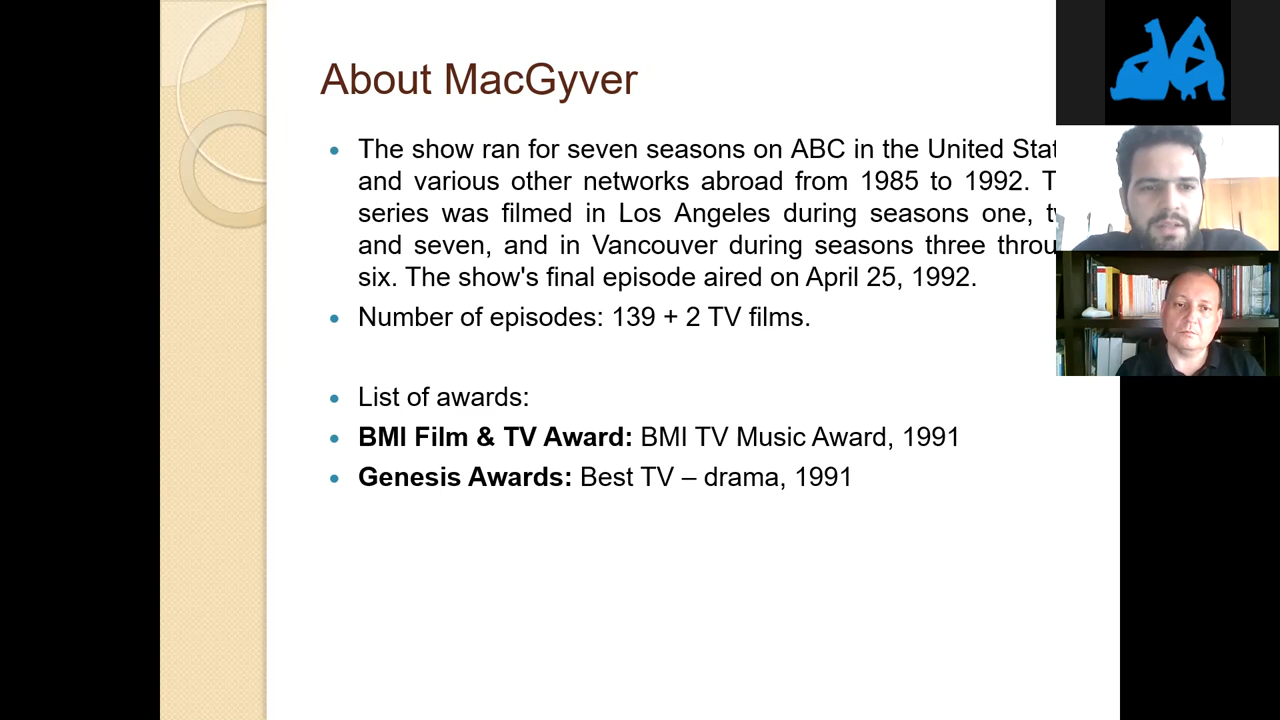 About MacGyver
The show ran for seven seasons on ABC in the United Stat
and various other networks abroad from 1985 to 1992. T
series was filmed in Los Angeles during seasons one, tw
and seven, and in Vancouver during seasons three throu
six. The show's final episode aired on April 25, 1992.
Number of episodes: 139 + 2 TV films.
List of awards:
BMI Film & TV Award: BMI TV Music Award, 1991
Genesis Awards: Best TV – drama, 1991